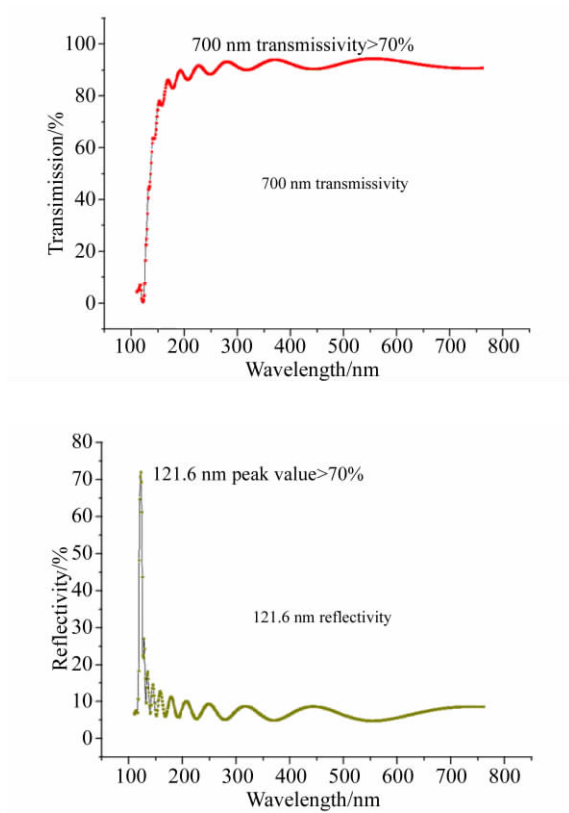 700 nm transmissivity>70%
100
80
60
40
20
0
Transimission/%
700 nm transmissivity
100 200 300 400 500 600 700 800
Wavelength/nm
80
70
60
50
40
30
20
10
0
Reflectivity/%
121.6 nm peak value>70%
121.6 nm reflectivity
100 200 300 400 500 600 700 800
Wavelength/nm